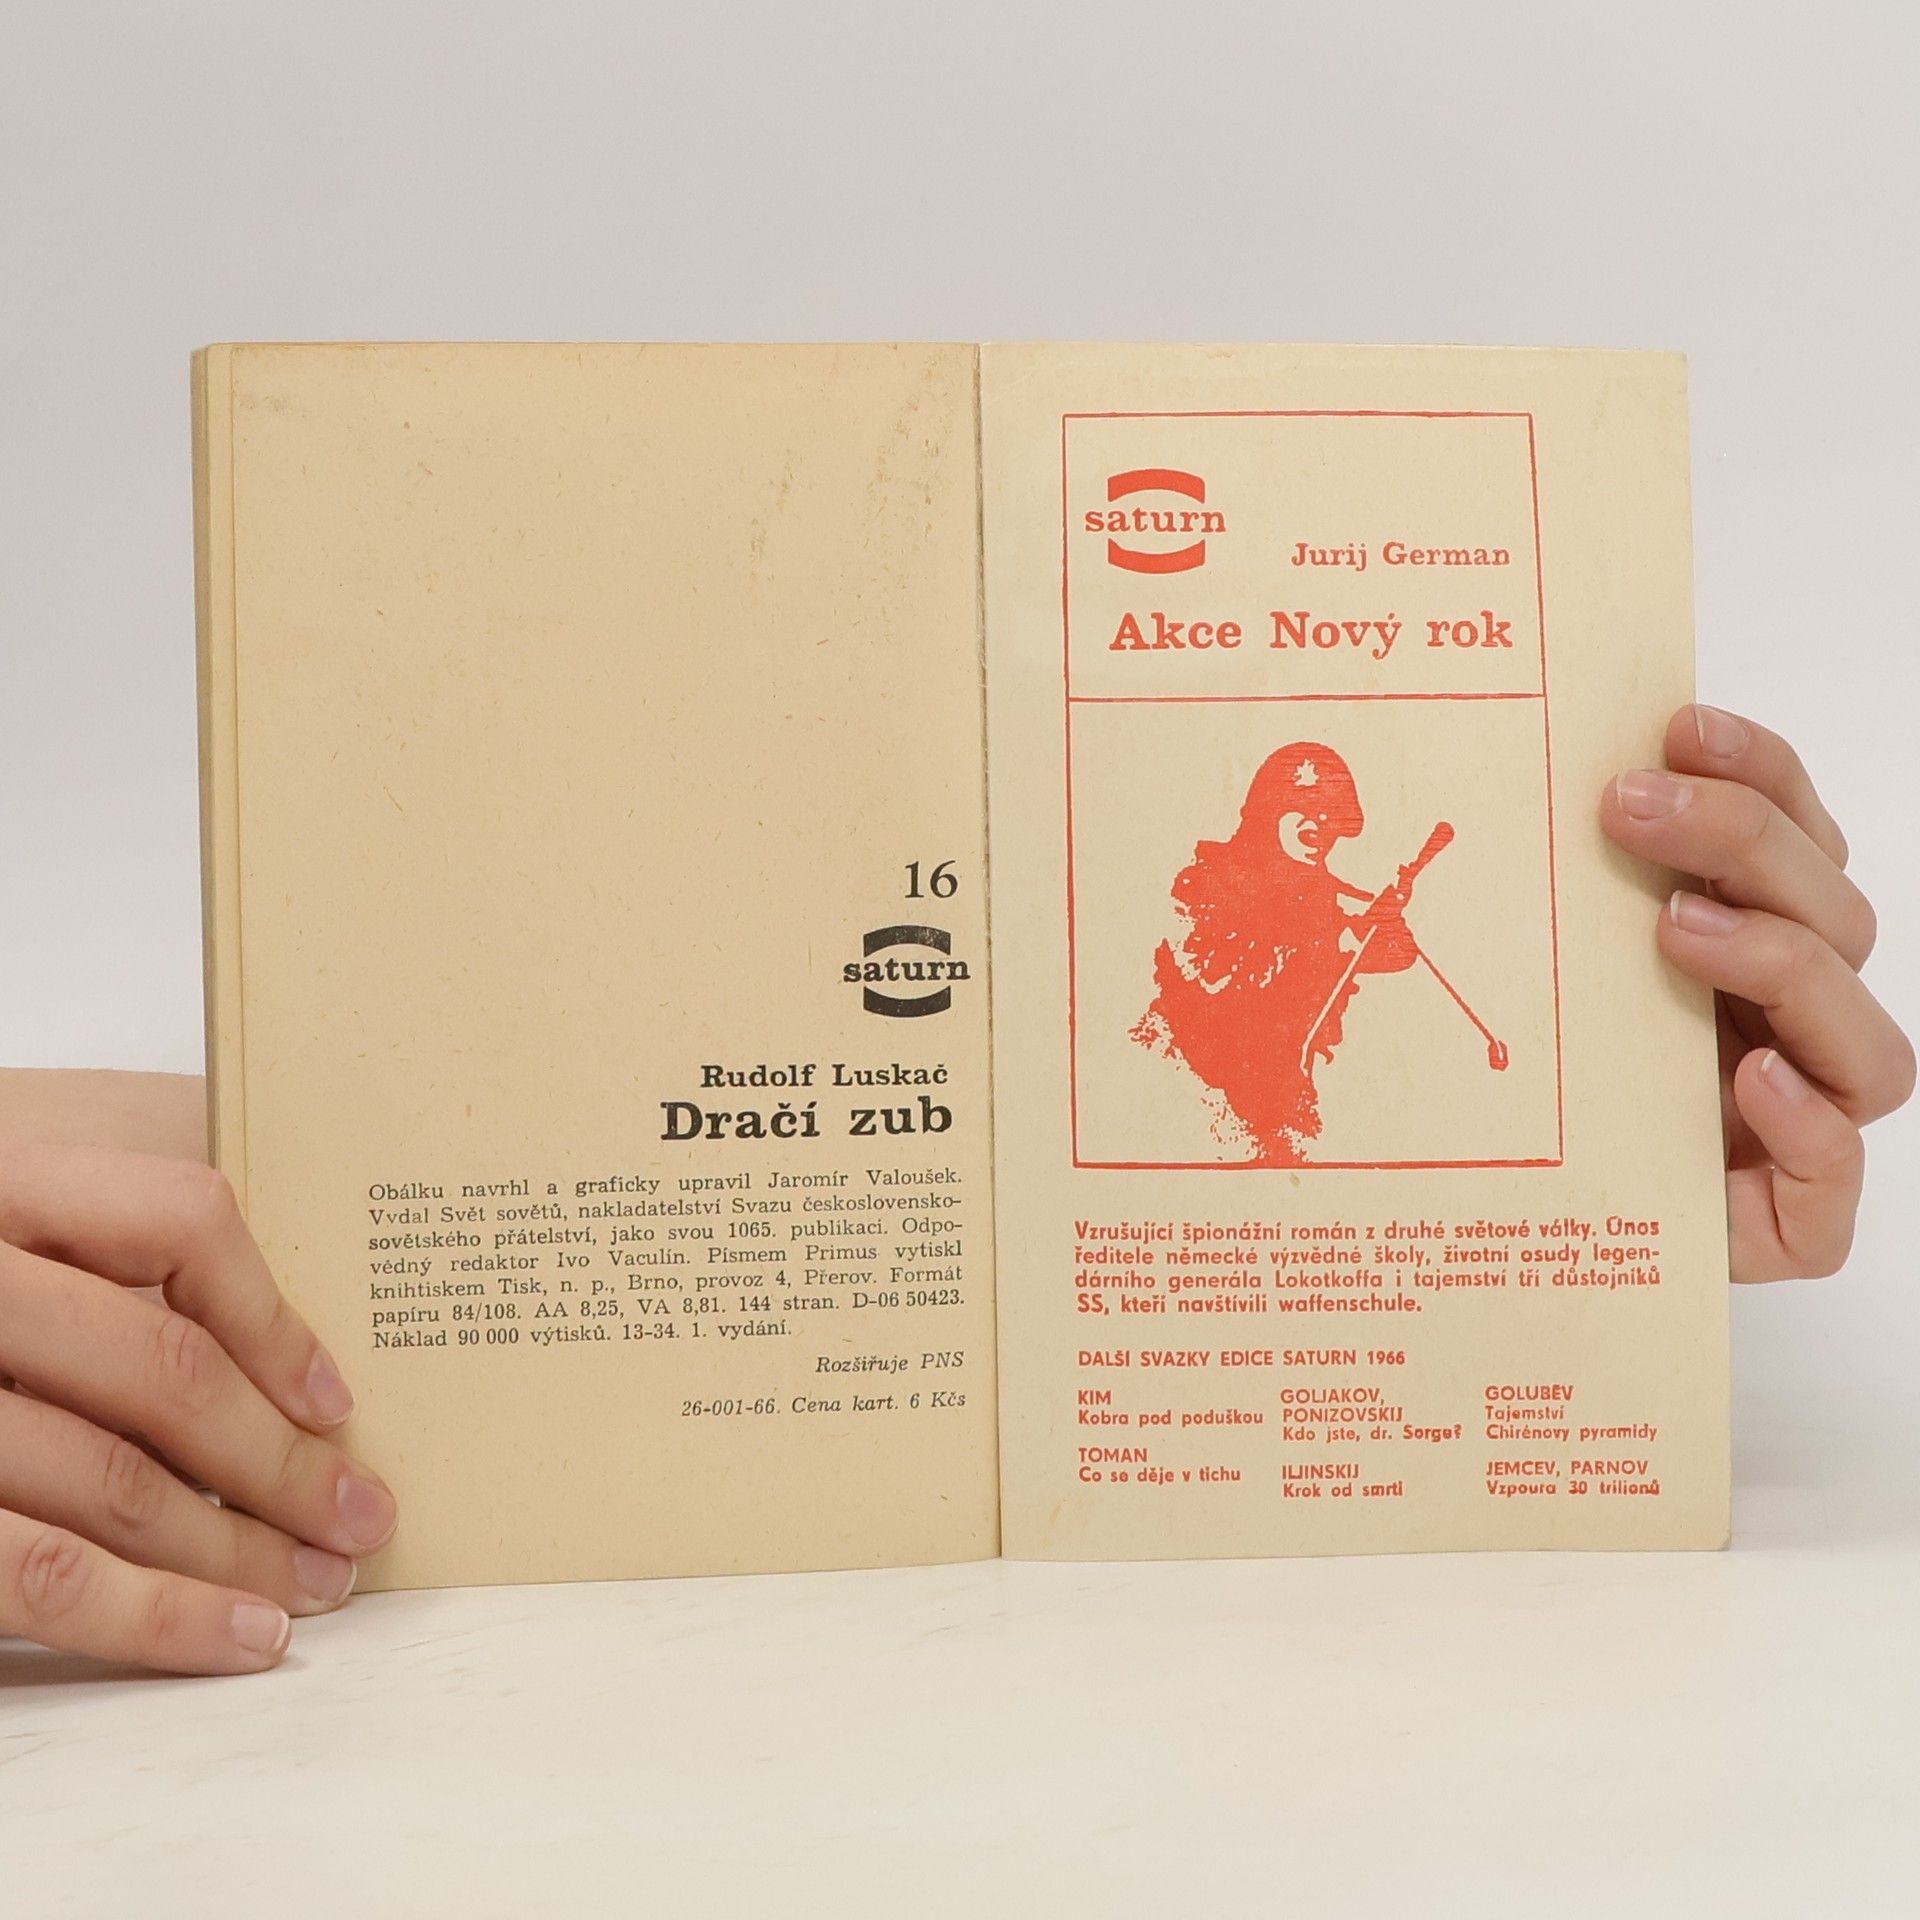 16
saturn
Rudolf Luskač
Dračí zub
Obálku navrhl a graficky upravil Jaromír Valoušek.
Vydal Svět sovětů, nakladatelství Svazu československo-
sovětského přátelství, jako svou 1065. publikaci. Odpo-
vědný redaktor Ivo Vaculín. Písmem Primus vytiskl
knihtiskem Tisk, n. p., Brno, provoz 4, Přerov. Formát
papíru 84/108. AA 8,25, VA 8,81. 144 stran. D-06 50423.
Náklad 90 000 výtisků. 13-34. 1. vydání.
Rozšiřuje PNS
26-001-66. Cena kart. 6 Kčs
saturn
Jurij German
Akce Nový rok
Vzrušující špionážní román z druhé světové války. Únos
ředitele německé výzvědné školy, životní osudy legen-
dárního generála Lokotkoffa i tajemství tří důstojníků
SS, kteří navštívili waffenschule.
DALŠÍ SVAZKY EDICE SATURN 1966
KIM
Kobra pod poduškou
TOMAN
Co se děje v tichu
GOLJAKOV,
PONIZOVSKIJ
Kdo jste, dr. Sorge?
ILJINSKIJ
Krok od smrti
GOLUBĚV
Tajemství
Chirénovy pyramidy
JEMCEV, PARNOV
Vzpoura 30 trilionů